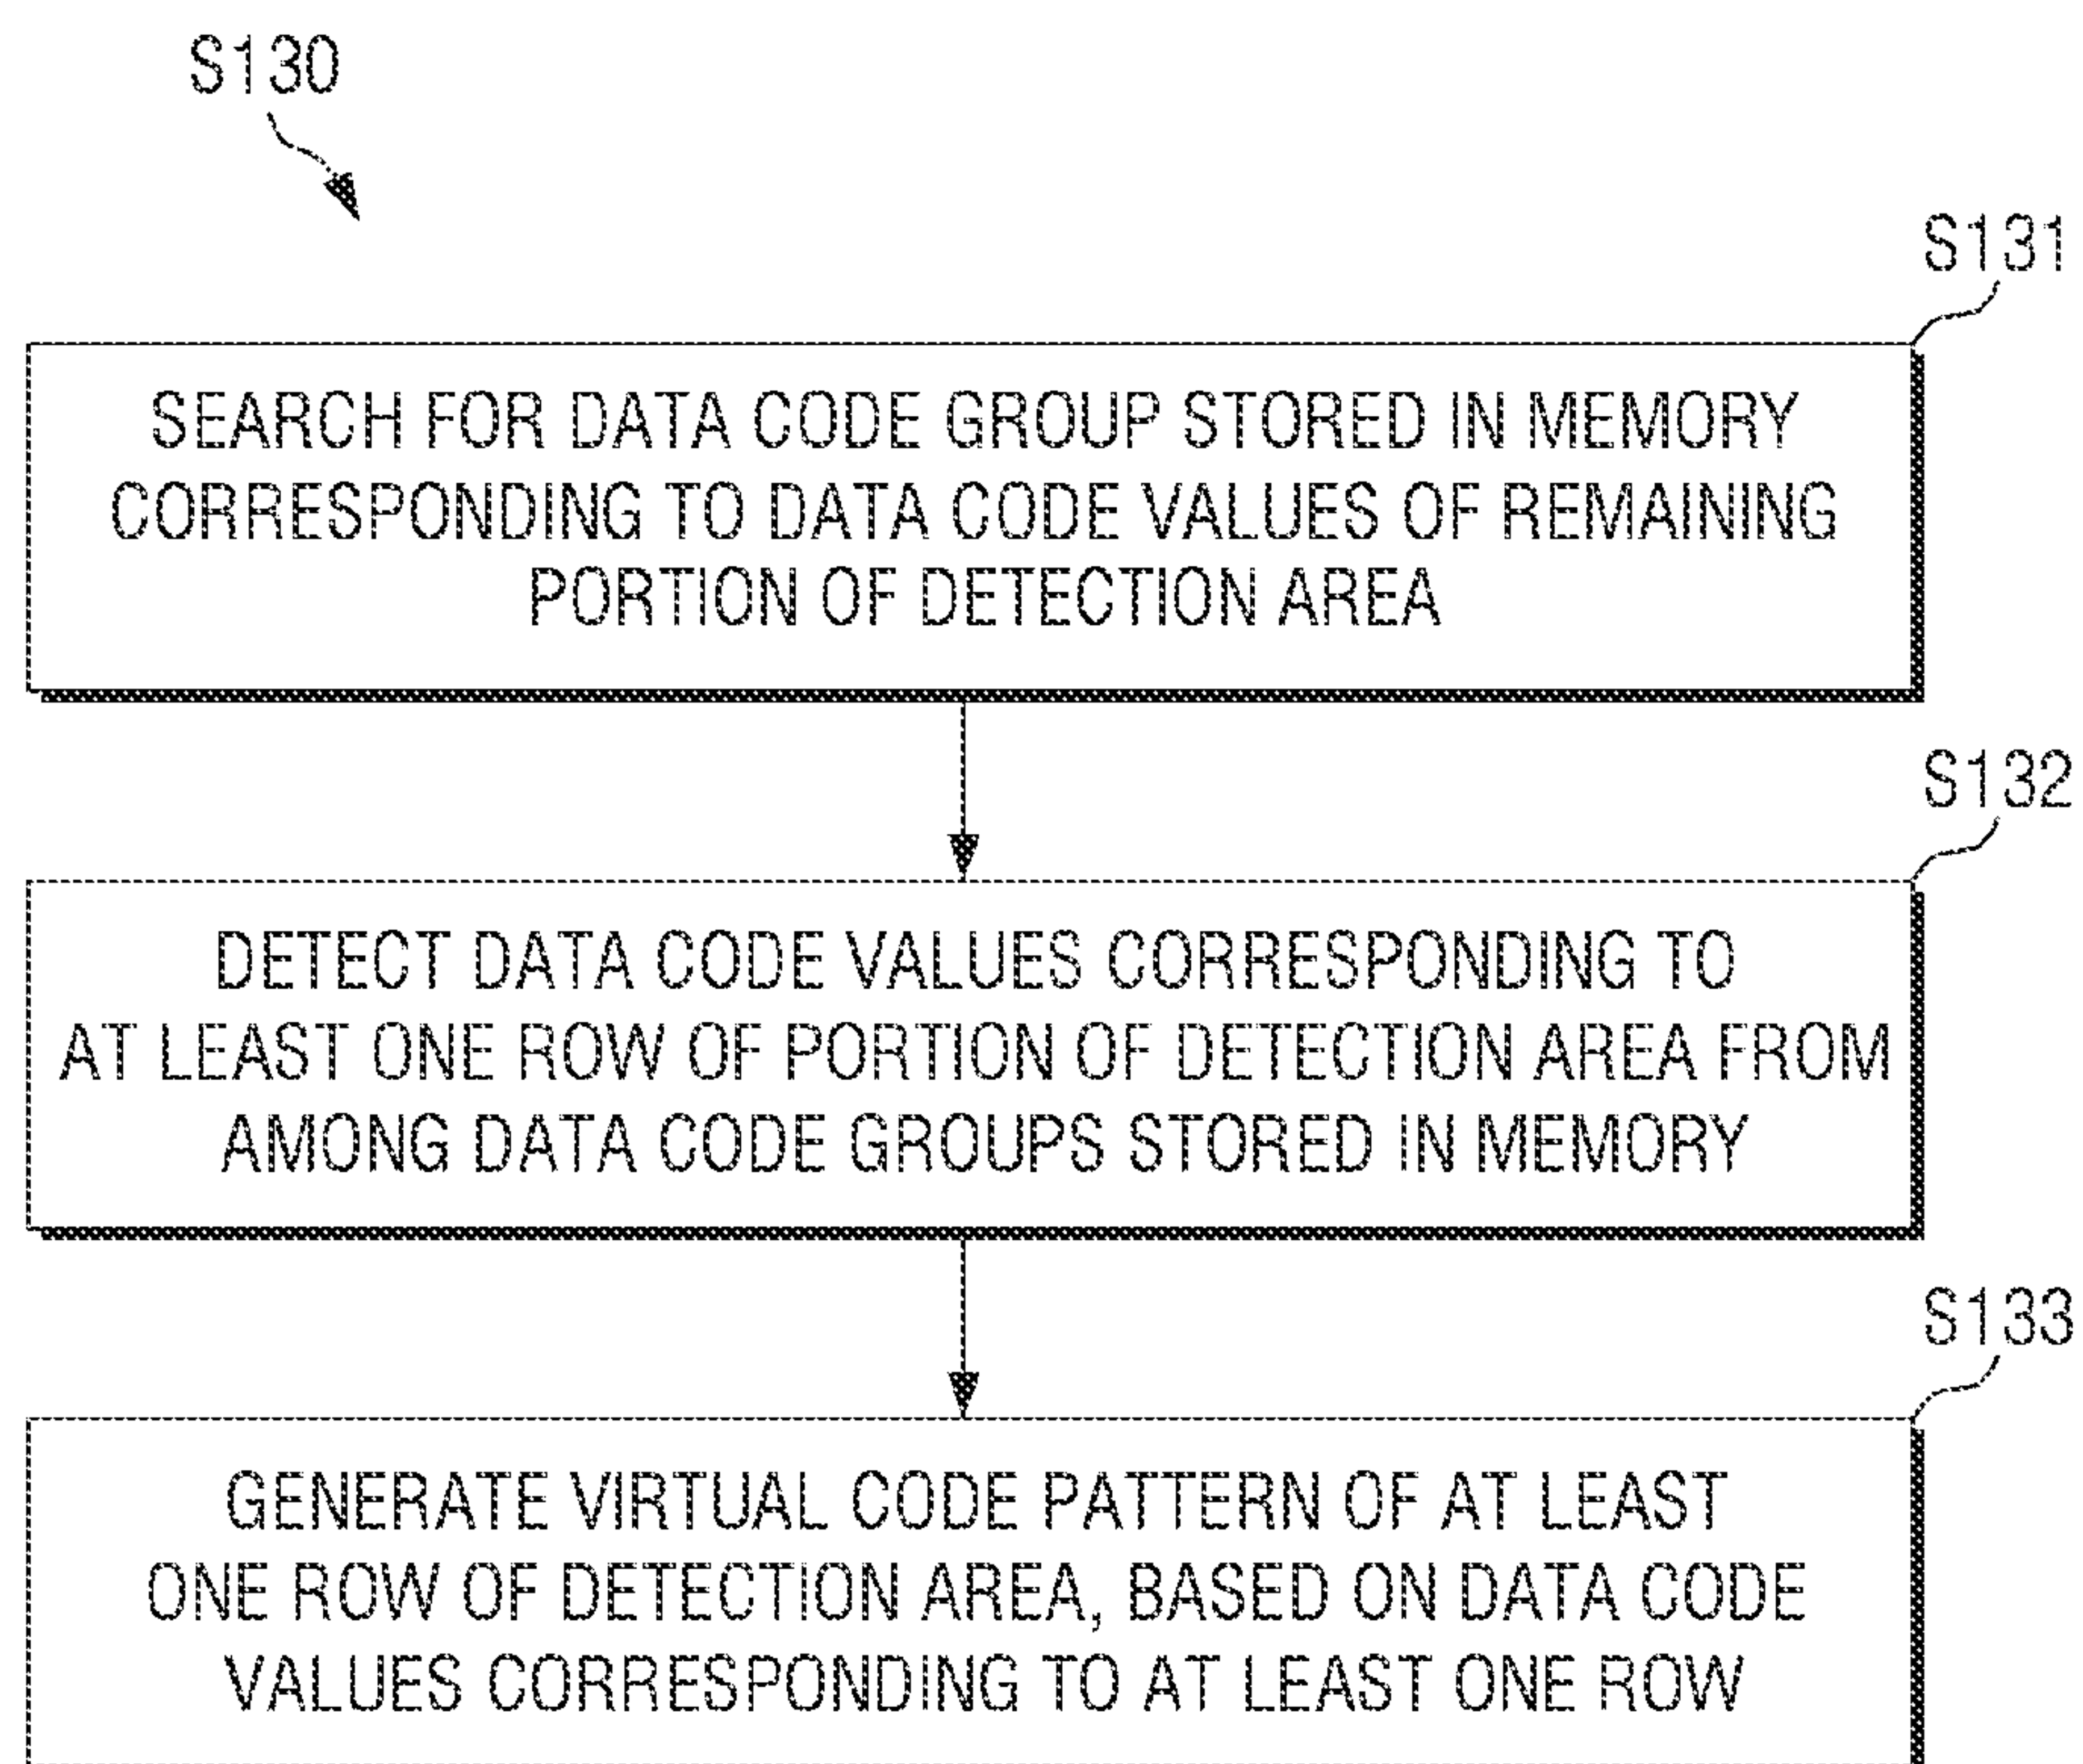 S130
S131
SEARCH FOR DATA CODE GROUP STORED IN MEMORY
CORRESPONDING TO DATA CODE VALUES OF REMAINING
PORTION OF DETECTION AREA
S132
DETECT DATA CODE VALUES CORRESPONDING TO
AT LEAST ONE ROW OF PORTION OF DETECTION AREA FROM
AMONG DATA CODE GROUPS STORED IN MEMORY
S133
GENERATE VIRTUAL CODE PATTERN OF AT LEAST
ONE ROW OF DETECTION AREA, BASED ON DATA CODE
VALUES CORRESPONDING TO AT LEAST ONE ROW